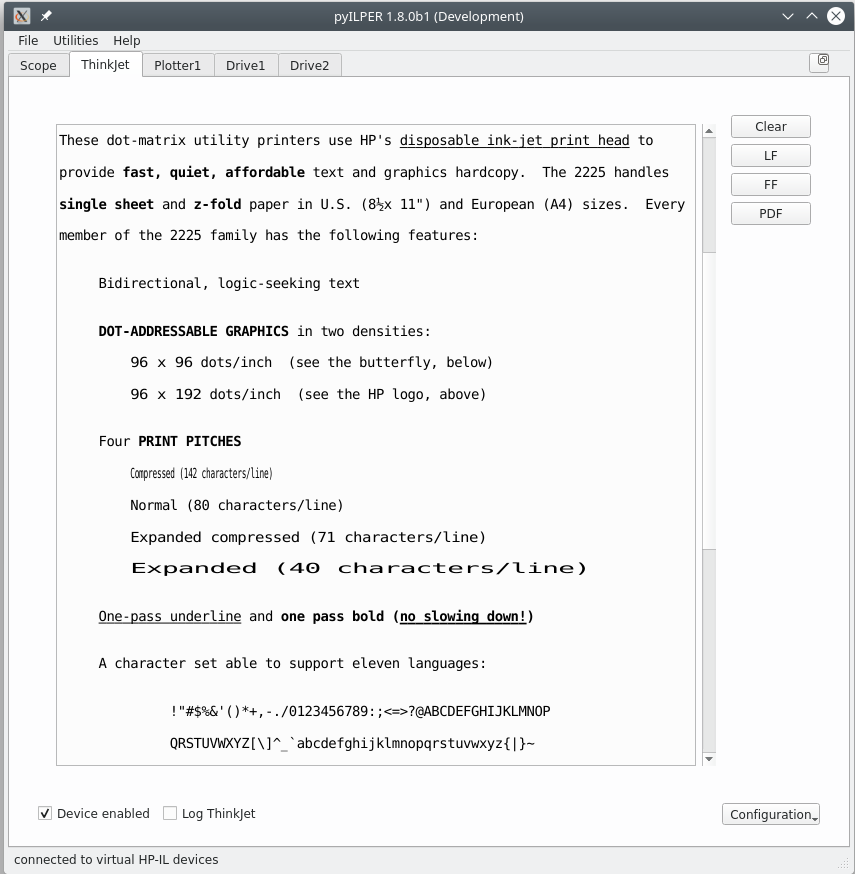 pyILPER 1.8.0b1 (Development)
File Utilities Help
Scope ThinkJet Plotter1 Drive1 Drive2
These dot-matrix utility printers use HP's disposable ink-jet print head to
provide fast, quiet, affordable text and graphics hardcopy.  The 2225 handles
single sheet and z-fold paper in U.S. (8½x 11") and European (A4) sizes.  Every
member of the 2225 family has the following features:
Bidirectional, logic-seeking text
DOT-ADDRESSABLE GRAPHICS in two densities:
96 x 96 dots/inch  (see the butterfly, below)
96 x 192 dots/inch  (see the HP logo, above)
Four PRINT PITCHES
Compressed (142 characters/line)
Normal (80 characters/line)
Expanded compressed (71 characters/line)
Expanded (40 characters/line)
One-pass underline and one pass bold (no slowing down!)
A character set able to support eleven languages:
!"#$%&'()*+,-./0123456789:;<=>?@ABCDEFGHIJKLMNOP
QRSTUVWXYZ[\]^_`abcdefghijklmnopqrstuvwxyz{|}~
Clear
LF
FF
PDF
Device enabled Log ThinkJet Configuration
connected to virtual HP-IL devices